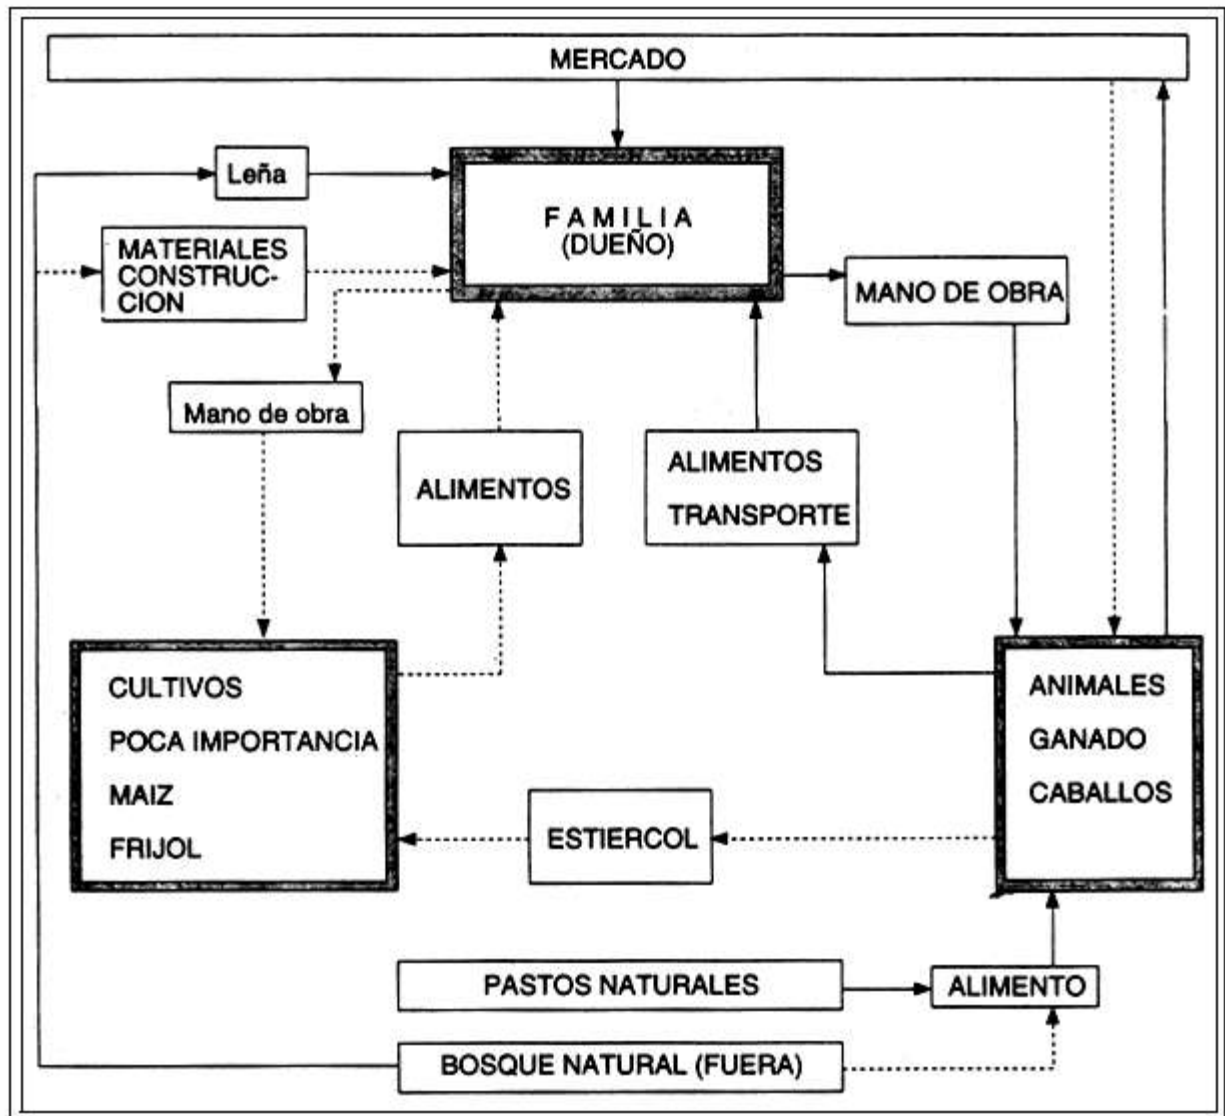 MERCADO
Leña
F A M I L I A
(DUEÑO)
MATERIALES
CONSTRUC-
CION
MANO DE OBRA
Mano de obra
ALIMENTOS
ALIMENTOS
TRANSPORTE
CULTIVOS
POCA IMPORTANCIA
MAIZ
FRIJOL
ANIMALES
GANADO
CABALLOS
ESTIERCOL
PASTOS NATURALES
ALIMENTO
BOSQUE NATURAL (FUERA)